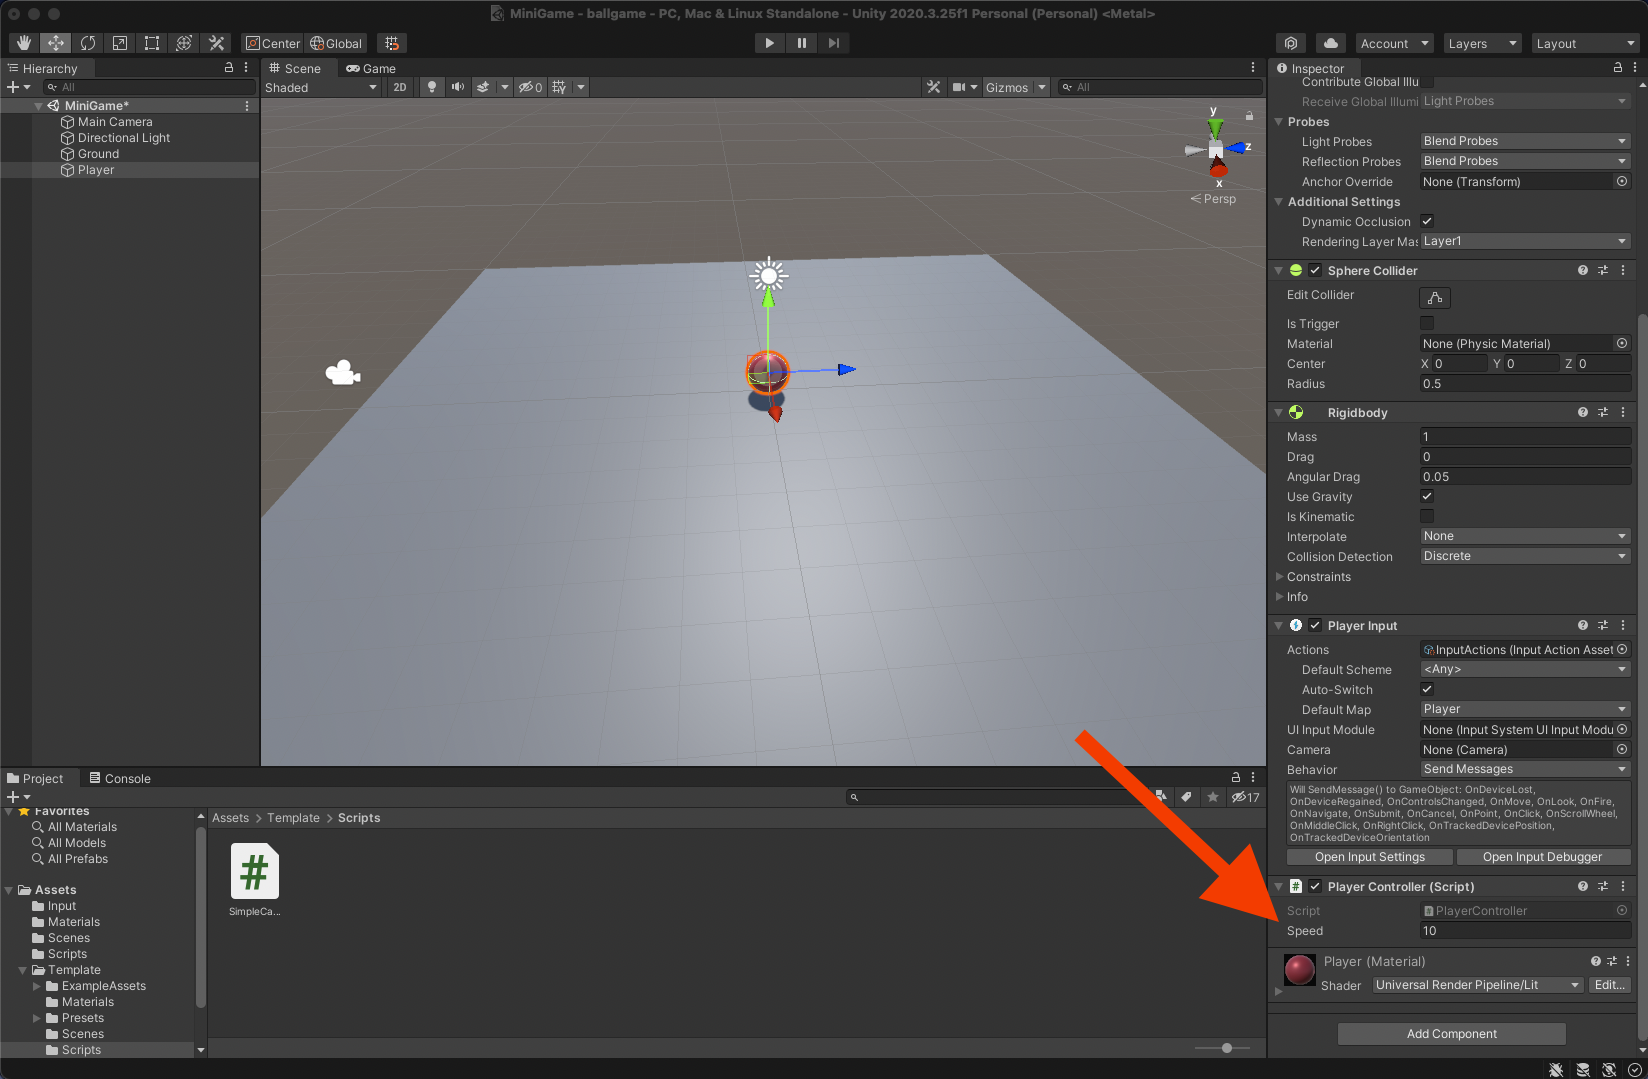 MiniGame - ballgame - PC, Mac & Linux Standalone - Unity 2020.3.25f1 Personal (Personal) <Metal>
Center Global
Account Layers Layout
Hierarchy
All
MiniGame*
Main Camera
Directional Light
Ground
Player
Scene Game
Shaded 2D 0 Gizmos All
y
z
x
Persp
Inspector
Contribute Global Illu
Receive Global Illumi Light Probes
Probes
Light Probes Blend Probes
Reflection Probes Blend Probes
Anchor Override None (Transform)
Additional Settings
Dynamic Occlusion
Rendering Layer Mas Layer1
Sphere Collider
Edit Collider
Is Trigger
Material None (Physic Material)
Center X 0 Y 0 Z 0
Radius 0.5
Rigidbody
Mass 1
Drag 0
Angular Drag 0.05
Use Gravity
Is Kinematic
Interpolate None
Collision Detection Discrete
Constraints
Info
Player Input
Actions InputActions (Input Action Asset
Default Scheme <Any>
Auto-Switch
Default Map Player
UI Input Module None (Input System UI Input Modu
Camera None (Camera)
Behavior Send Messages
Will SendMessage() to GameObject: OnDeviceLost,
OnDeviceRegained, OnControlsChanged, OnMove, OnLook, OnFire,
OnNavigate, OnSubmit, OnCancel, OnPoint, OnClick, OnScrollWheel,
OnMiddleClick, OnRightClick, OnTrackedDevicePosition,
OnTrackedDeviceOrientation
Open Input Settings Open Input Debugger
# Player Controller (Script)
Script PlayerController
Speed 10
Player (Material)
Shader Universal Render Pipeline/Lit Edit...
Add Component
Project Console
17
Favorites
All Materials
All Models
All Prefabs
Assets
Input
Materials
Scenes
Scripts
Template
ExampleAssets
Materials
Presets
Scenes
Scripts
Assets > Template > Scripts
#
SimpleCa...